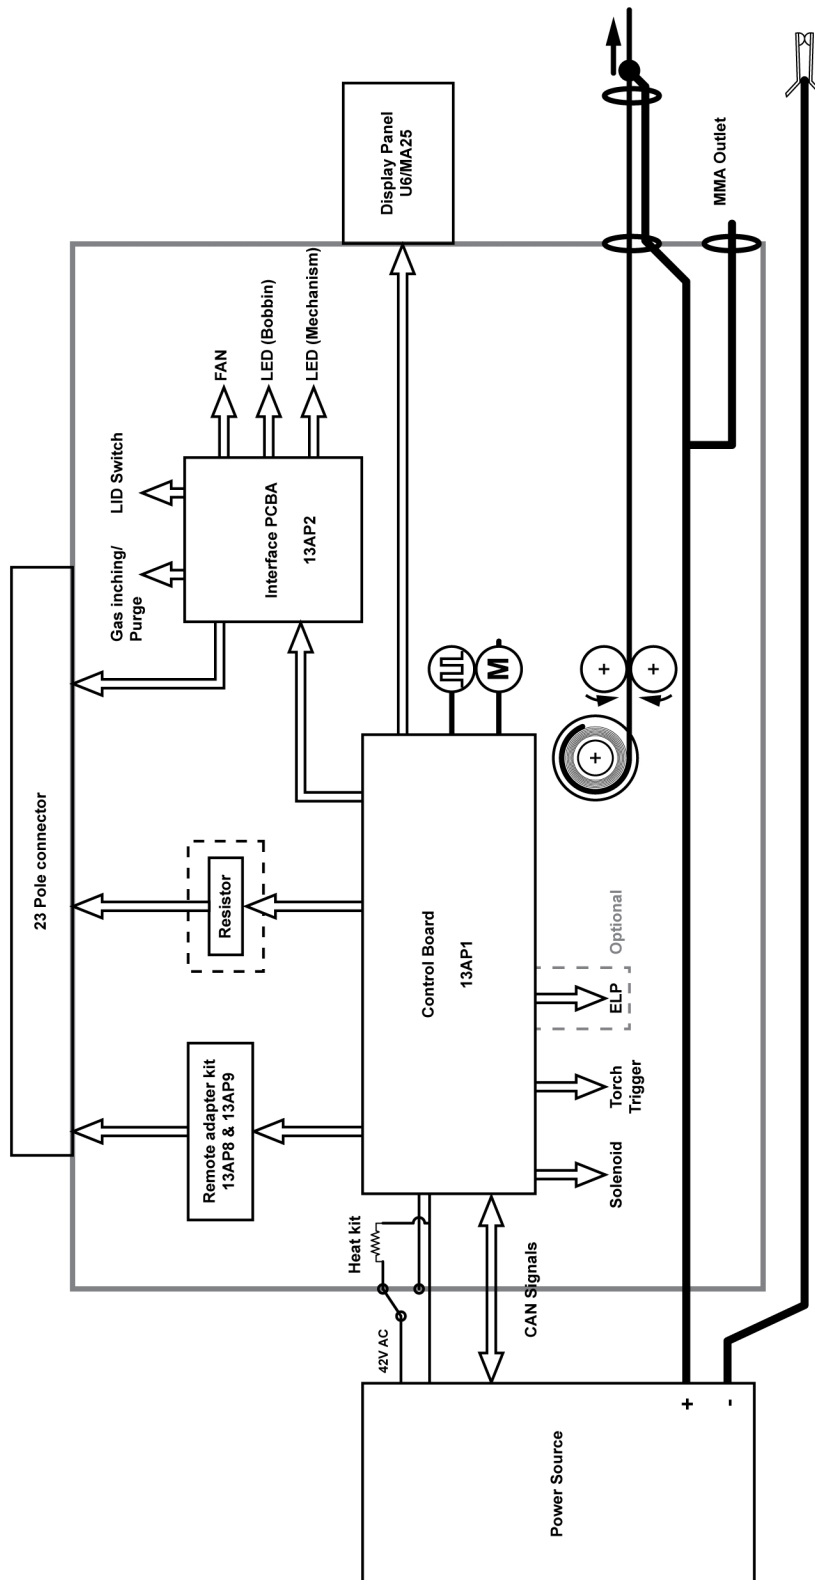 23 Pole connector
Remote adapter kit
13AP8 & 13AP9
Resistor
Gas inching/
Purge
LID Switch
Interface PCBA
13AP2
FAN
LED (Bobbin)
LED (Mechanism)
Display Panel
U6/MA25
Power Source
+
-
42V AC
Heat kit
CAN Signals
Control Board
13AP1
M
Solenoid
Torch
Trigger
ELP
Optional
+
+
+
MMA Outlet